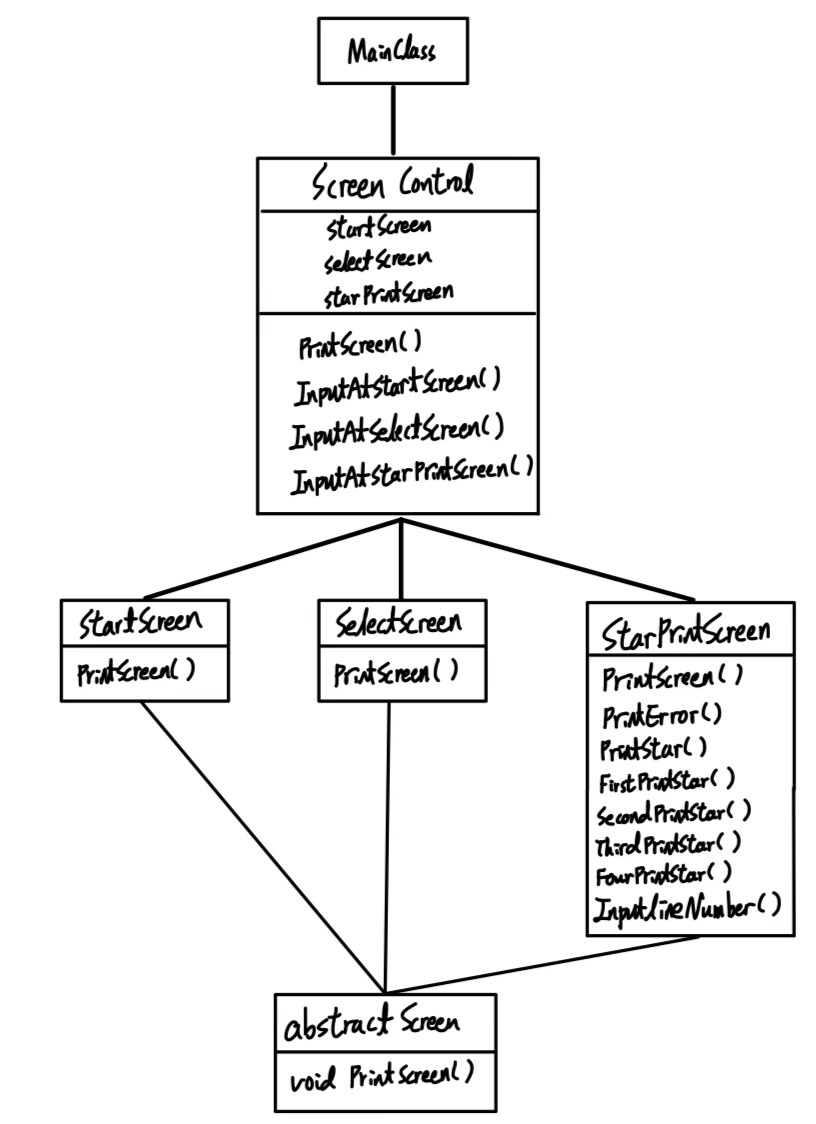 MainClass
Screen Control
startScreen
selectScreen
starPrintScreen
PrintScreen()
InputAtstartScreen()
InputAtSelectScreen()
InputAtstarPrintScreen()
StartScreen
PrintScreen()
SelectScreen
PrintScreen()
StarPrintScreen
PrintScreen()
PrintError()
PrintStar()
FirstPrintStar()
SecondPrintStar()
ThirdPrintStar()
FourPrintStar()
InputlineNumber()
abstract Screen
void PrintScreen()